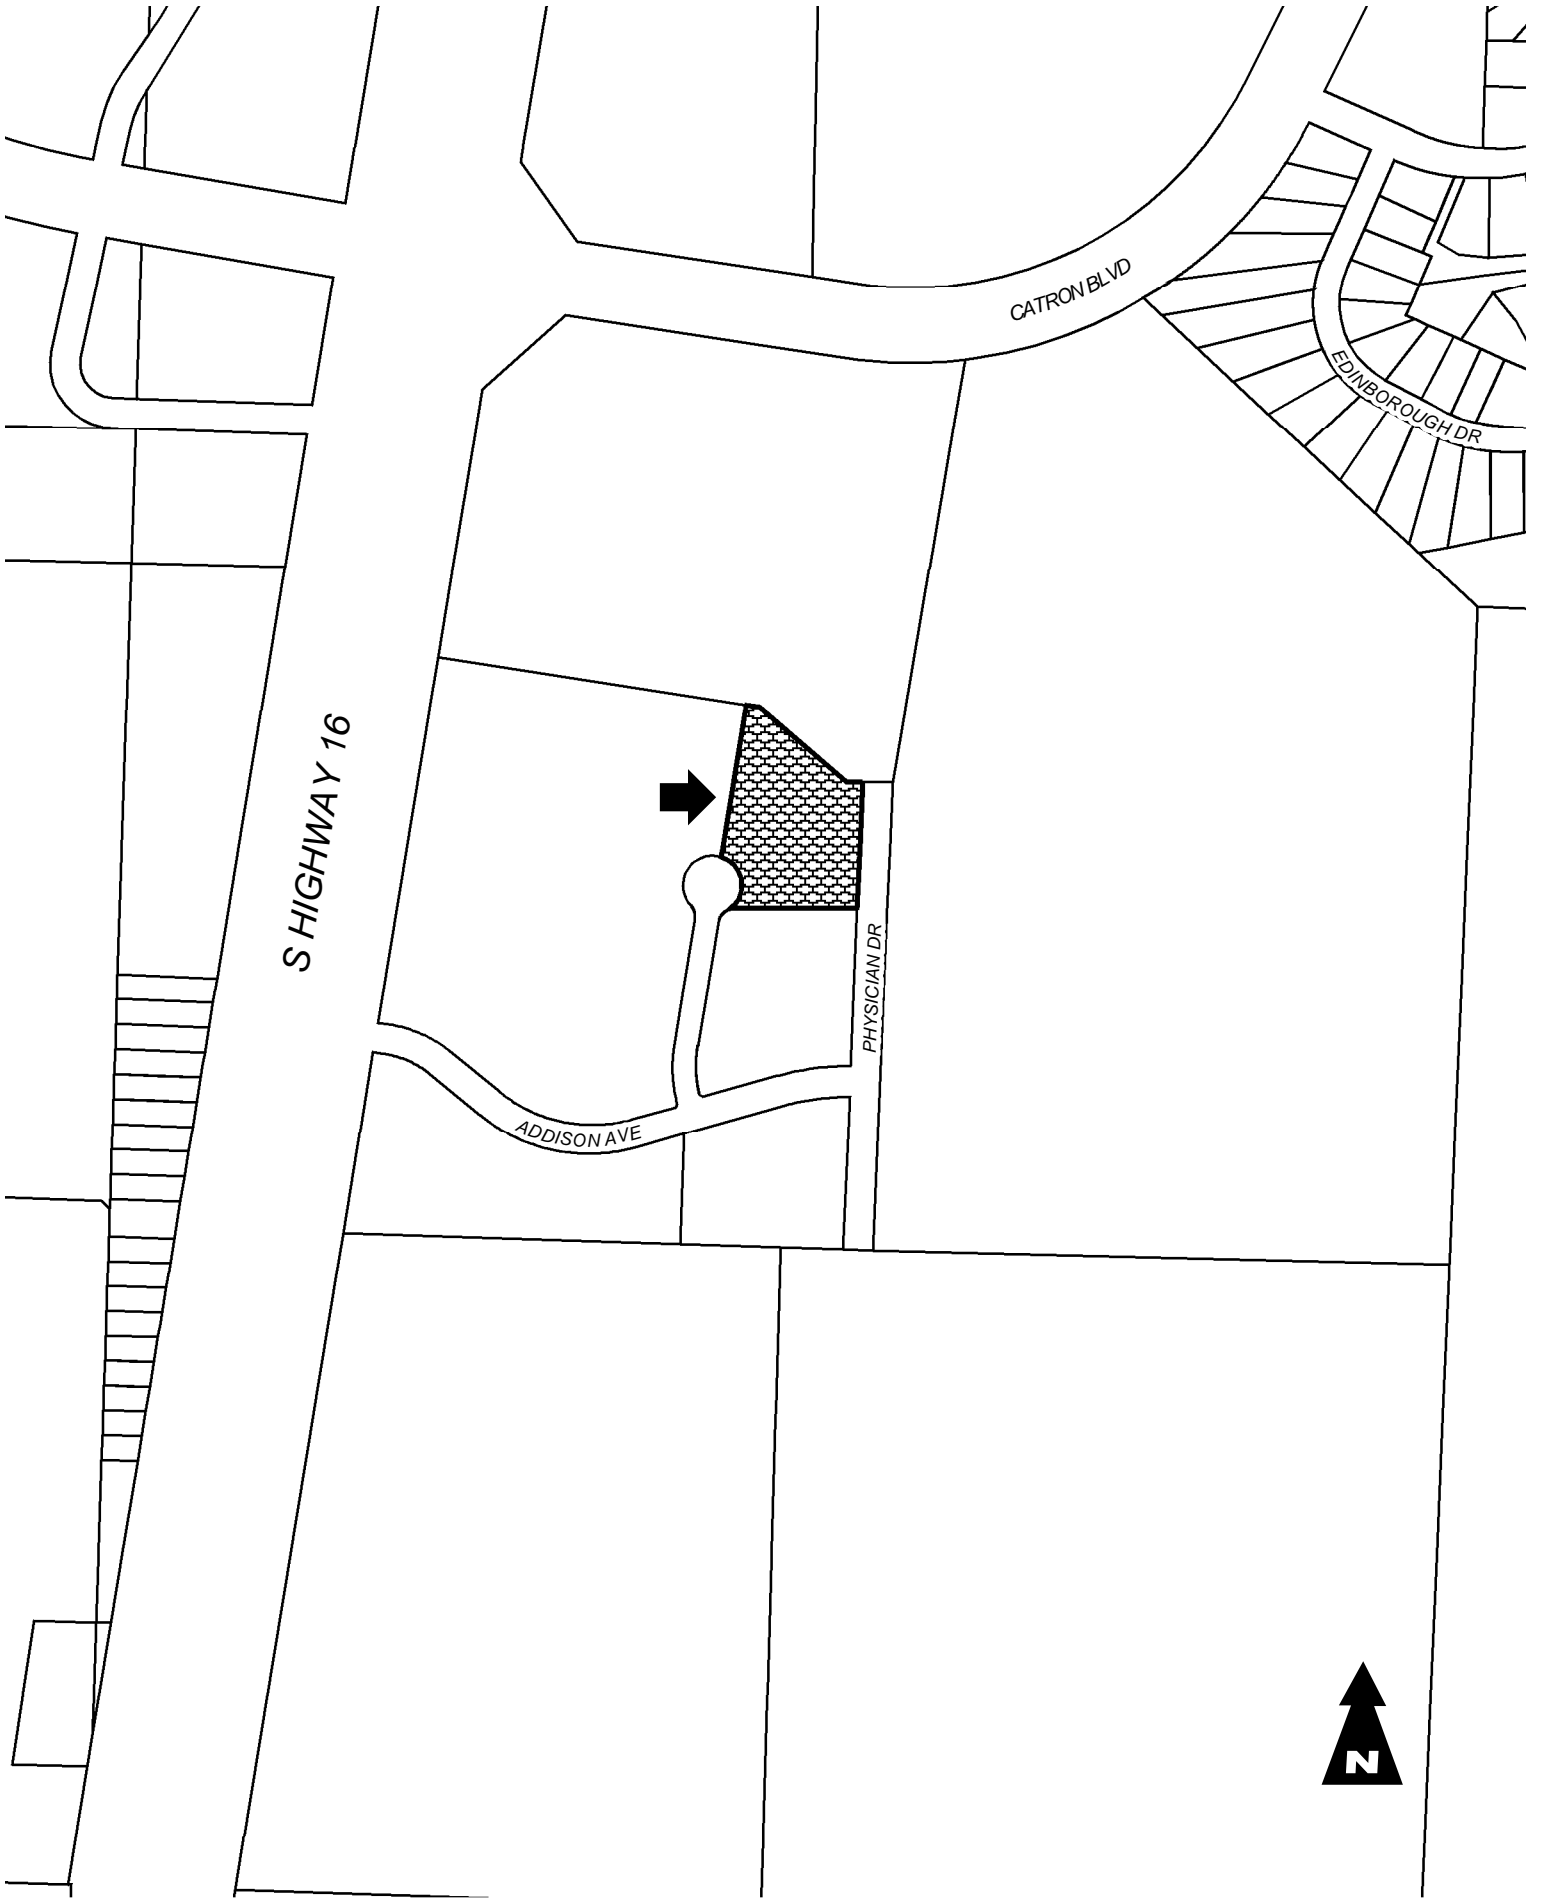 CATRON BLVD
EDINBOROUGH DR
S HIGHWAY 16
PHYSICIAN DR
ADDISON AVE
N